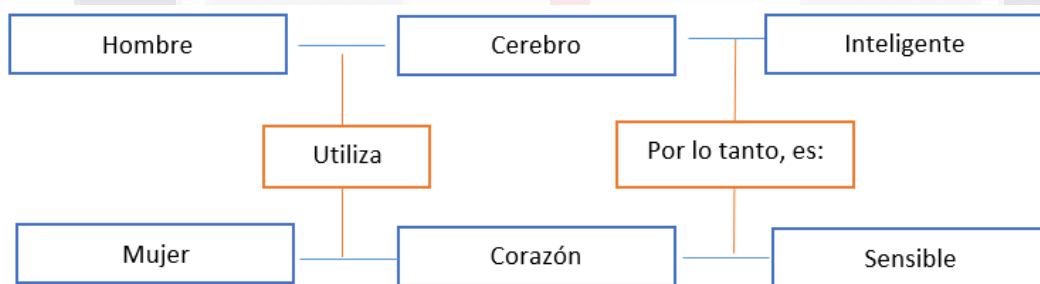 Hombre
Cerebro
Inteligente
Utiliza
Por lo tanto, es:
Mujer
Corazón
Sensible